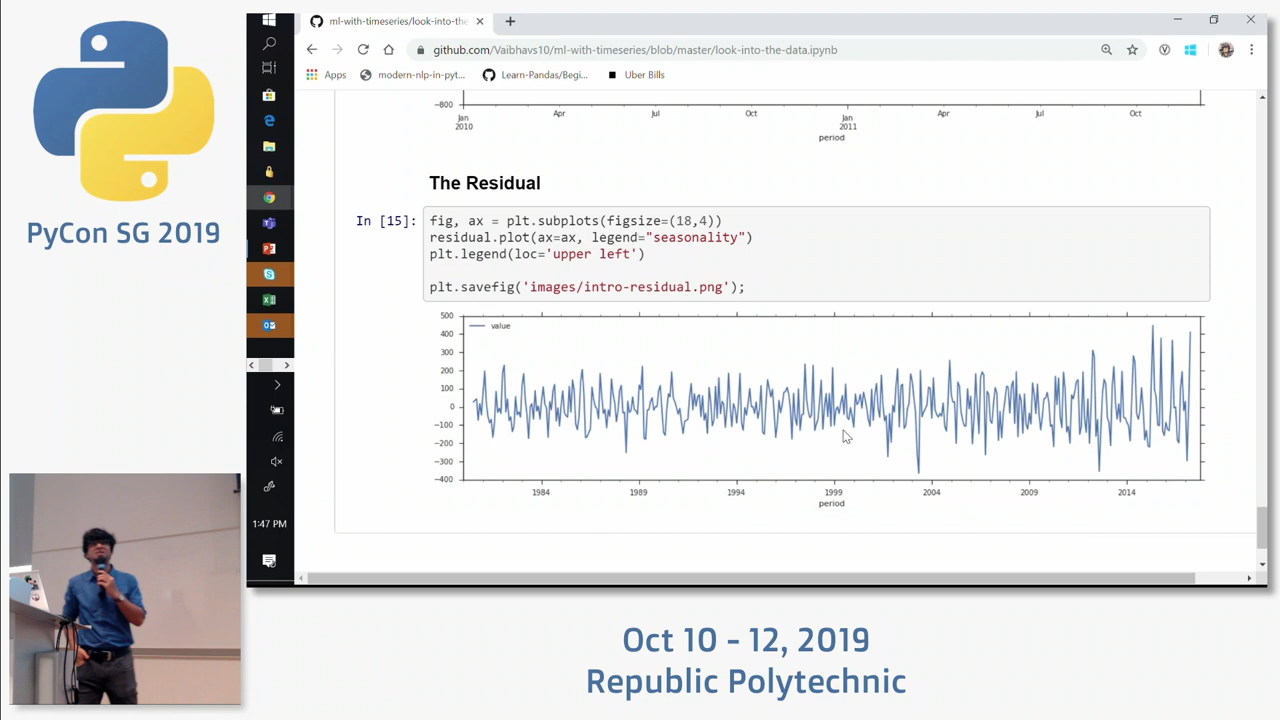 PyCon SG 2019
ml-with-timeseries/look-into-the-
github.com/Vaibhavs10/ml-with-timeseries/blob/master/look-into-the-data.ipynb
Apps
modern-nlp-in-pyt...
Learn-Pandas/Begi...
Uber Bills
−800
Jan
2010
Apr
Jul
Oct
Jan
2011
Apr
Jul
Oct
period
The Residual
In [15]:
fig, ax = plt.subplots(figsize=(18,4))
residual.plot(ax=ax, legend="seasonality")
plt.legend(loc='upper left')
plt.savefig('images/intro-residual.png');
value
500
400
300
200
100
0
−100
−200
−300
−400
1984
1989
1994
1999
2004
2009
2014
period
1:47 PM
Oct 10 - 12, 2019
Republic Polytechnic